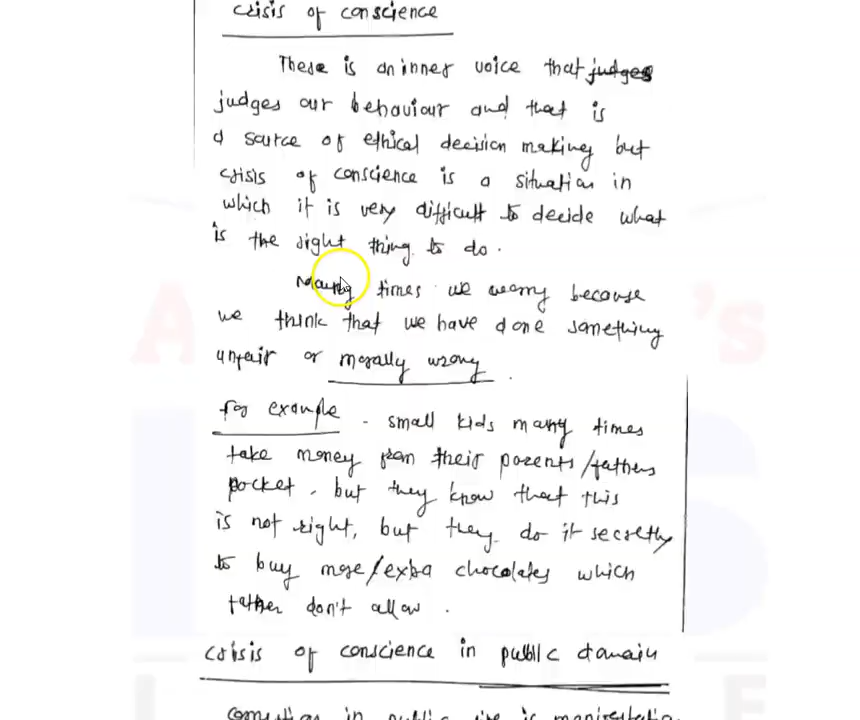 crisis of conscience
There is an inner voice that judges
judges our behaviour and that is
a source of ethical decision making but
crisis of conscience is a situation in
which it is very difficult to decide what
is the right thing to do.
Many times we worry because
we think that we have done something
unfair or morally wrong.
for example - small kids many times
take money from their parents/fathers
pocket, but they know that this
is not right, but they do it secretly
to buy more/extra chocolates which
father don't allow.
crisis of conscience in public domain
in public is manifestation